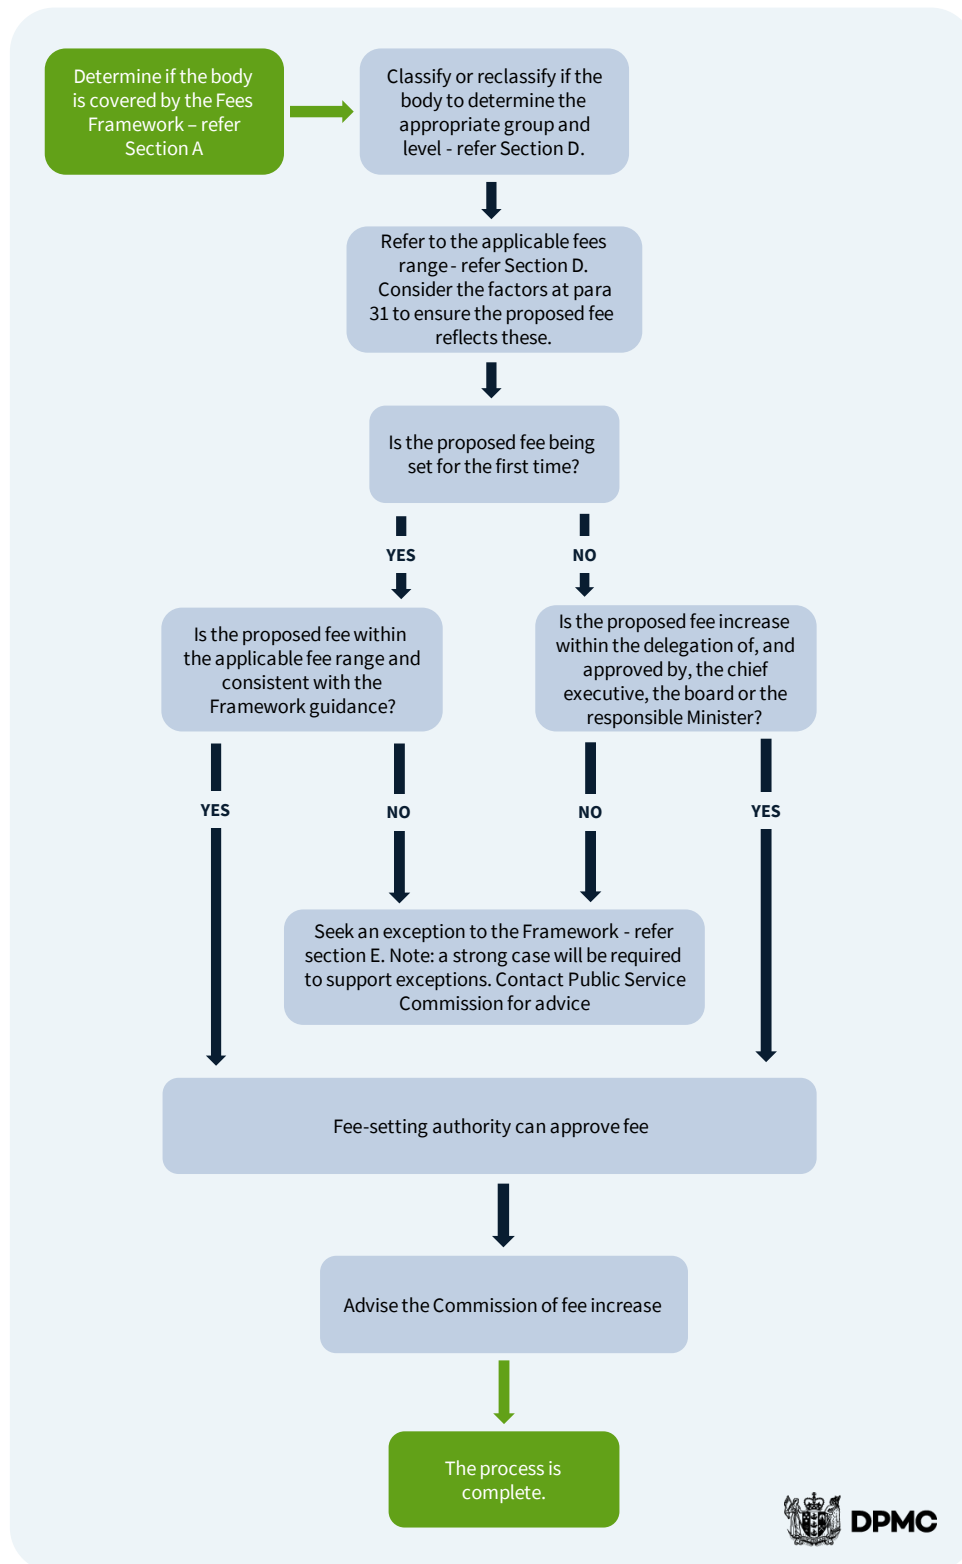 Determine if the body
is covered by the Fees
Framework – refer
Section A
Classify or reclassify if the
body to determine the
appropriate group and
level - refer Section D.
Refer to the applicable fees
range - refer Section D.
Consider the factors at para
31 to ensure the proposed fee
reflects these.
Is the proposed fee being
set for the first time?
YES
NO
Is the proposed fee within
the applicable fee range and
consistent with the
Framework guidance?
Is the proposed fee increase
within the delegation of, and
approved by, the chief
executive, the board or the
responsible Minister?
YES
NO
NO
YES
Seek an exception to the Framework - refer
section E. Note: a strong case will be required
to support exceptions. Contact Public Service
Commission for advice
Fee-setting authority can approve fee
Advise the Commission of fee increase
The process is
complete.
DPMC